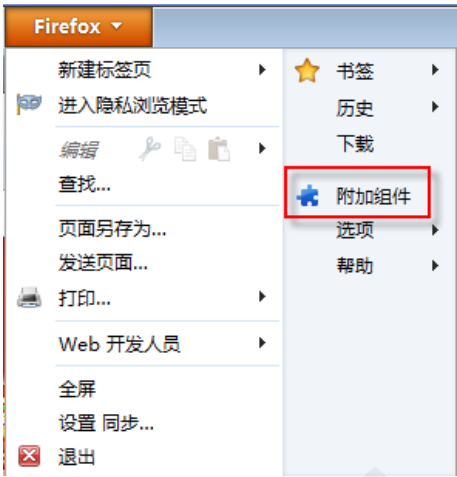 Firefox
新建标签页
进入隐私浏览模式
编辑
查找...
页面另存为...
发送页面...
打印...
Web 开发人员
全屏
设置 同步...
退出
书签
历史
下载
附加组件
选项
帮助